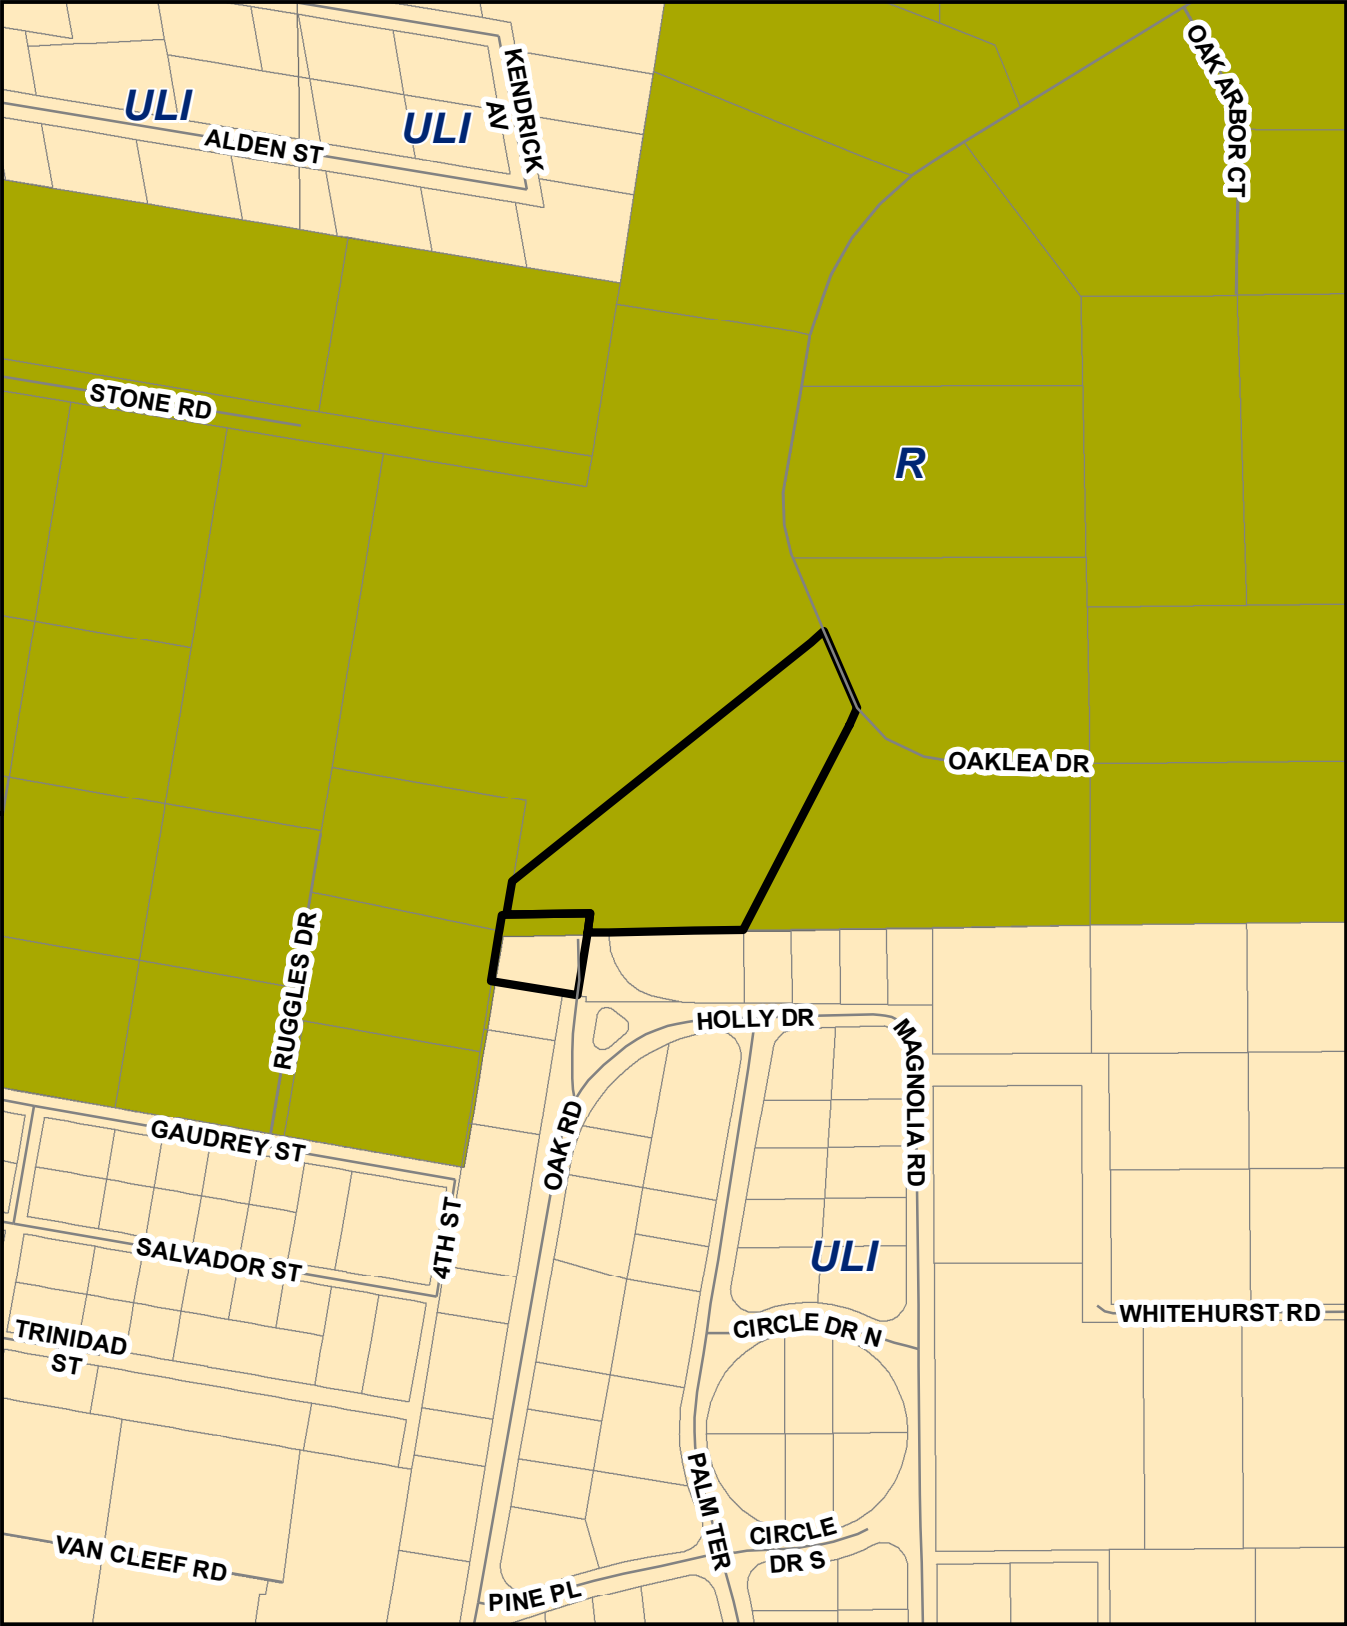 OAK ARBOR CT
KENDRICK
AV
ULI
ULI
ALDEN ST
STONE RD
R
OAKLEA DR
RUGGLES DR
HOLLY DR
MAGNOLIA RD
OAK RD
GAUDREY ST
4TH ST
SALVADOR ST
ULI
WHITEHURST RD
CIRCLE DR N
TRINIDAD
ST
PALM TER
CIRCLE
DR S
VAN CLEEF RD
PINE PL